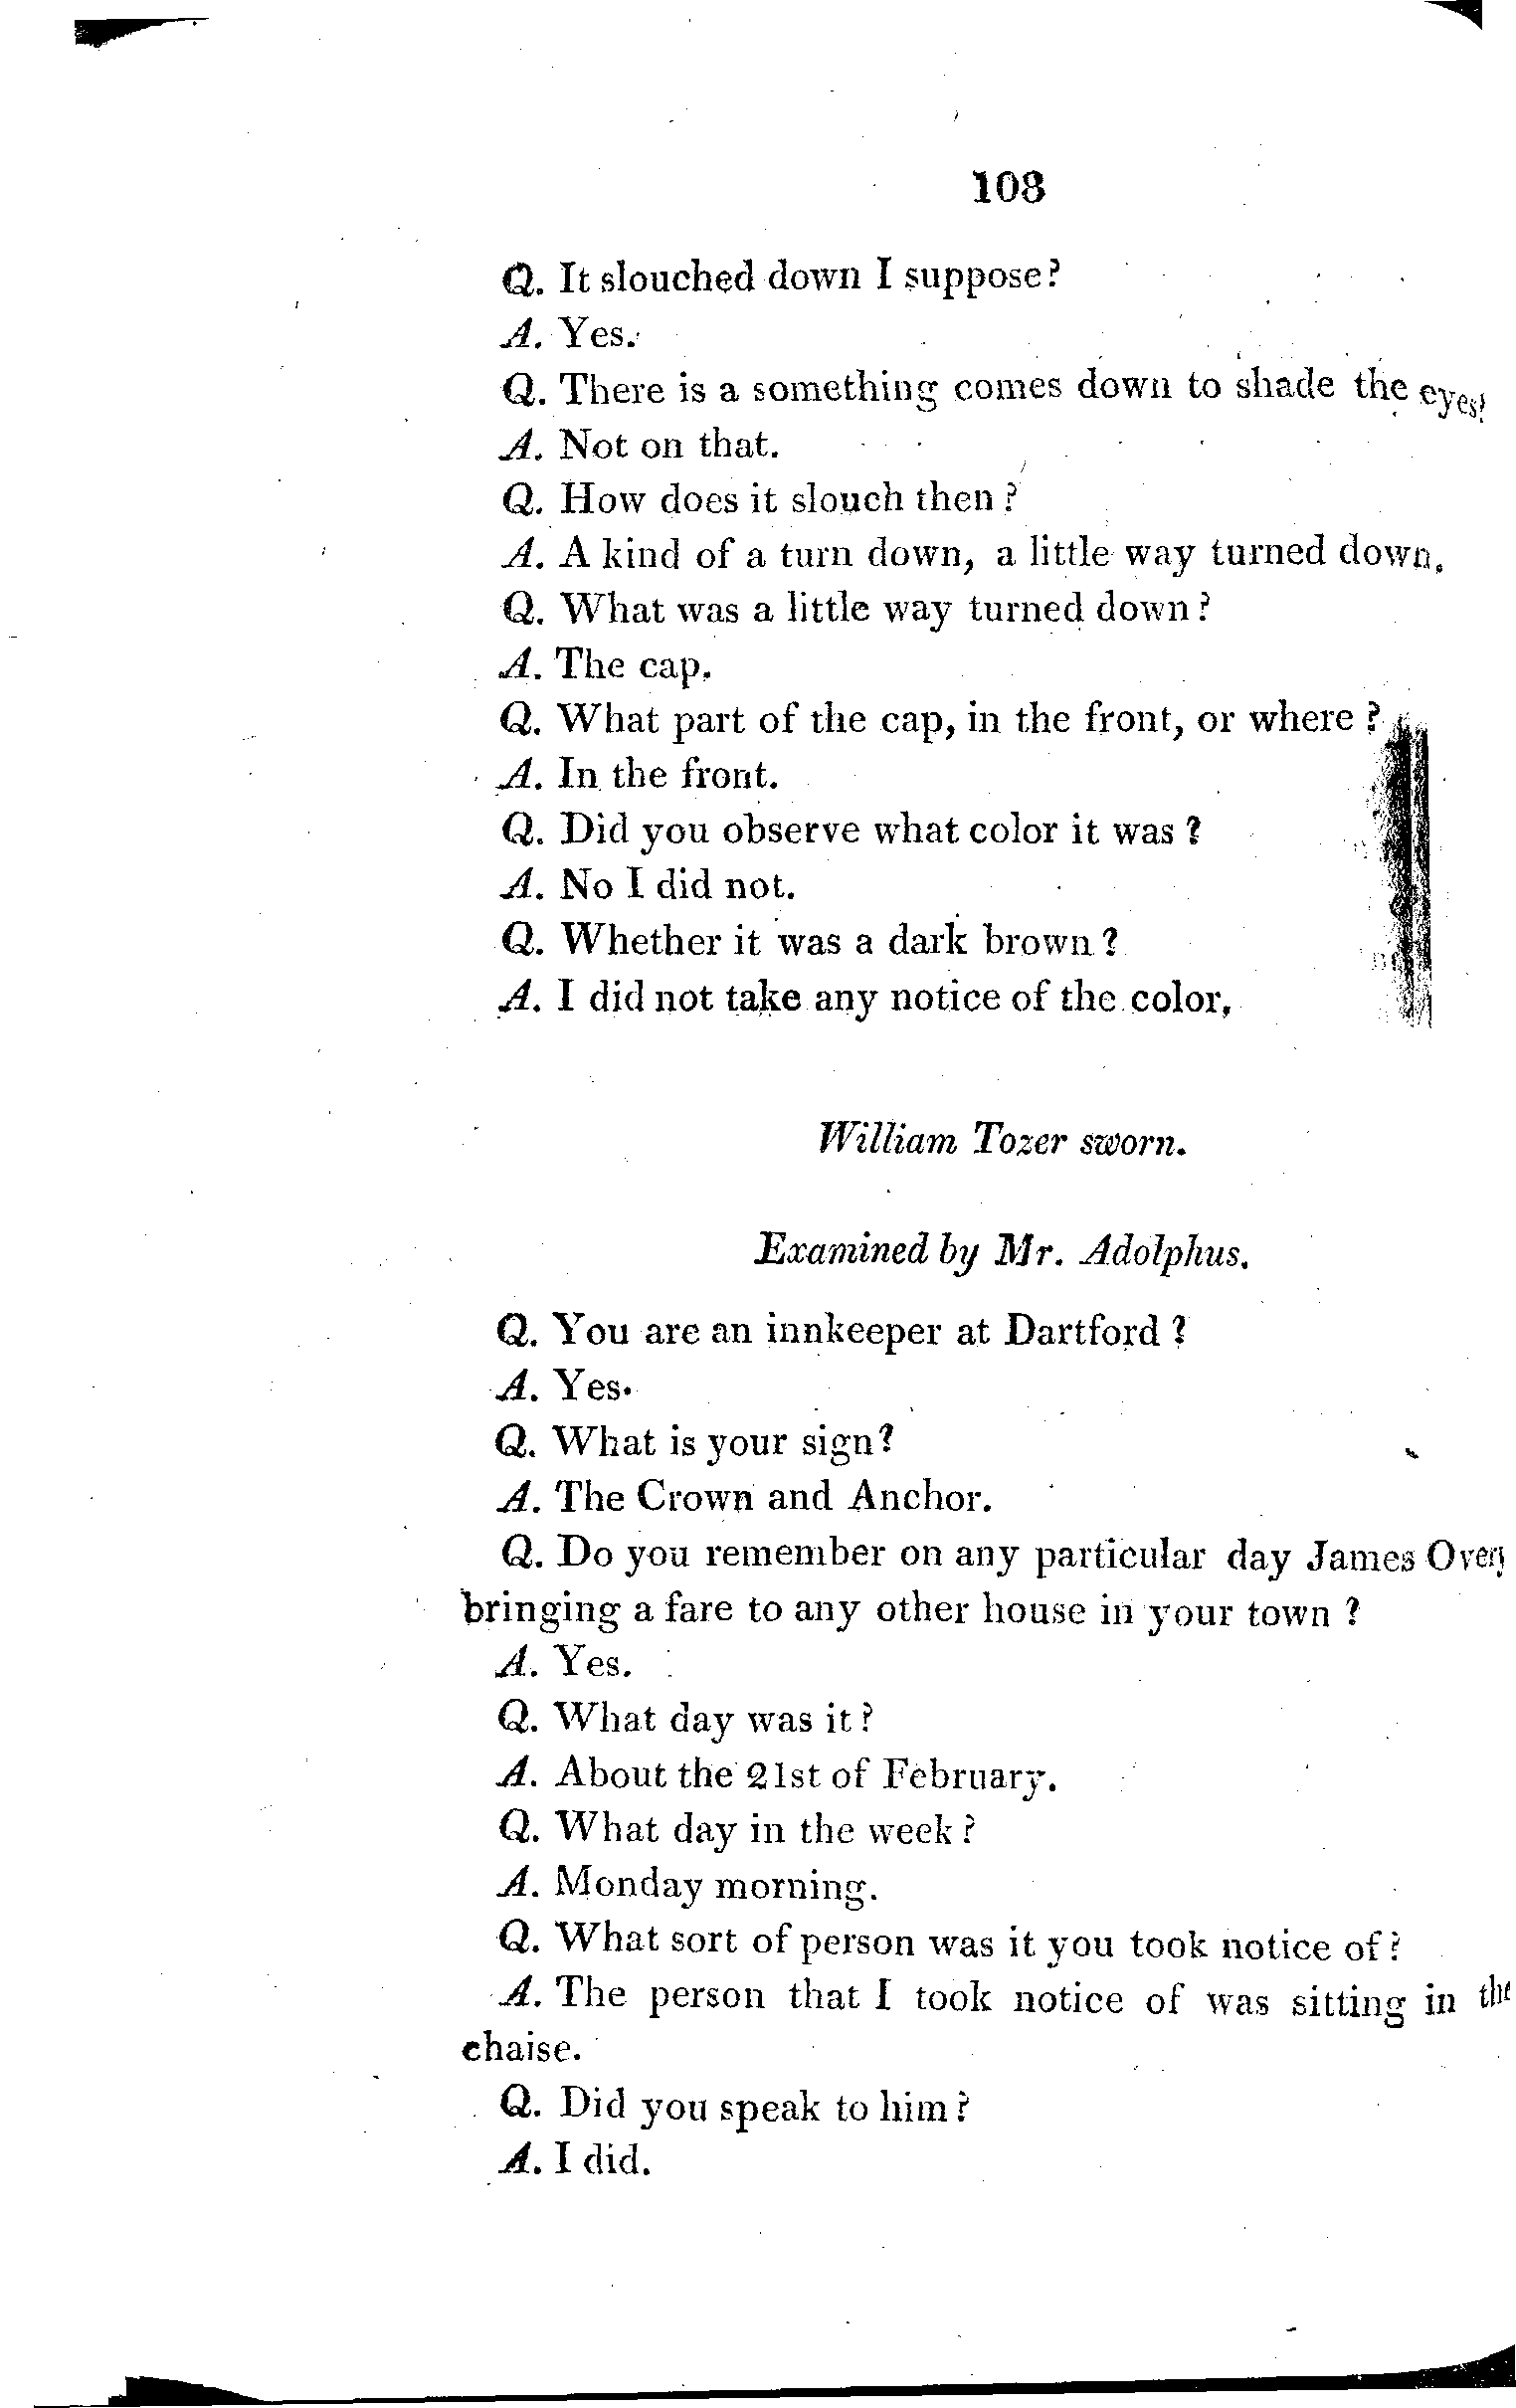 108
Q. It slouched down I suppose?
A. Yes.
Q. There is a something comes down to shade the eyes?
A. Not on that.
Q. How does it slouch then?
A. A kind of a turn down, a little way turned down.
Q. What was a little way turned down?
A. The cap.
Q. What part of the cap, in the front, or where?
A. In the front.
Q. Did you observe what color it was?
A. No I did not.
Q. Whether it was a dark brown?
A. I did not take any notice of the color.
William Tozer sworn.
Examined by Mr. Adolphus.
Q. You are an innkeeper at Dartford?
A. Yes.
Q. What is your sign?
A. The Crown and Anchor.
Q. Do you remember on any particular day James Overy
bringing a fare to any other house in your town?
A. Yes.
Q. What day was it?
A. About the 21st of February.
Q. What day in the week?
A. Monday morning.
Q. What sort of person was it you took notice of?
A. The person that I took notice of was sitting in the
chaise.
Q. Did you speak to him?
A. I did.